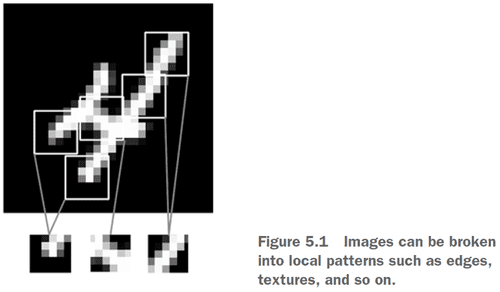 Figure 5.1 Images can be broken
into local patterns such as edges,
textures, and so on.